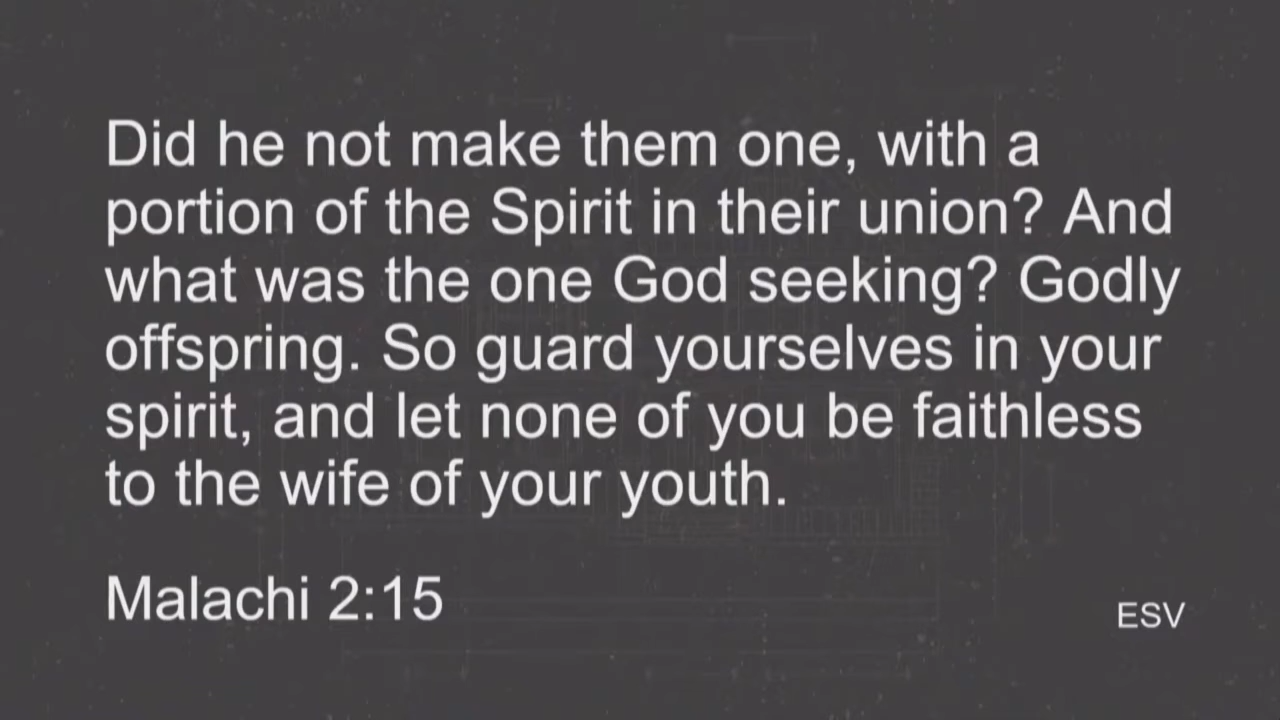 Did he not make them one, with a
portion of the Spirit in their union? And
what was the one God seeking? Godly
offspring. So guard yourselves in your
spirit, and let none of you be faithless
to the wife of your youth.
Malachi 2:15
ESV